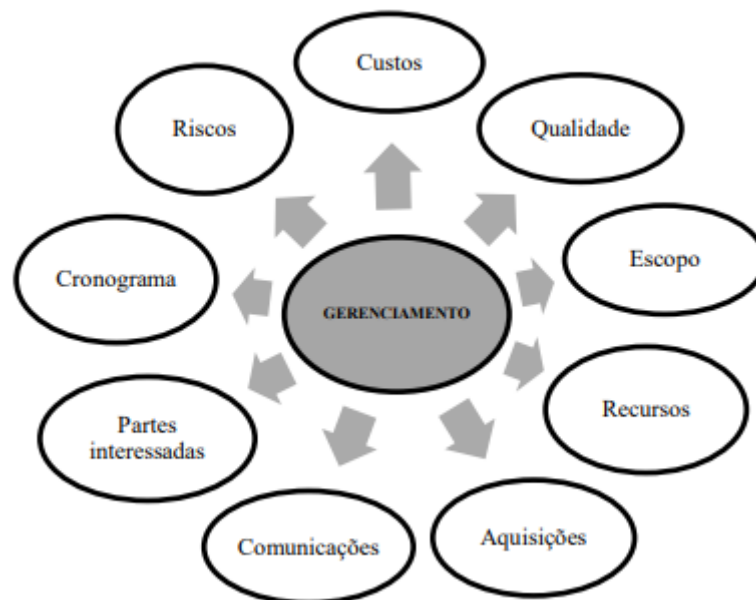 Custos
Riscos
Qualidade
Cronograma
Escopo
GERENCIAMENTO
Partes
interessadas
Recursos
Comunicações
Aquisições